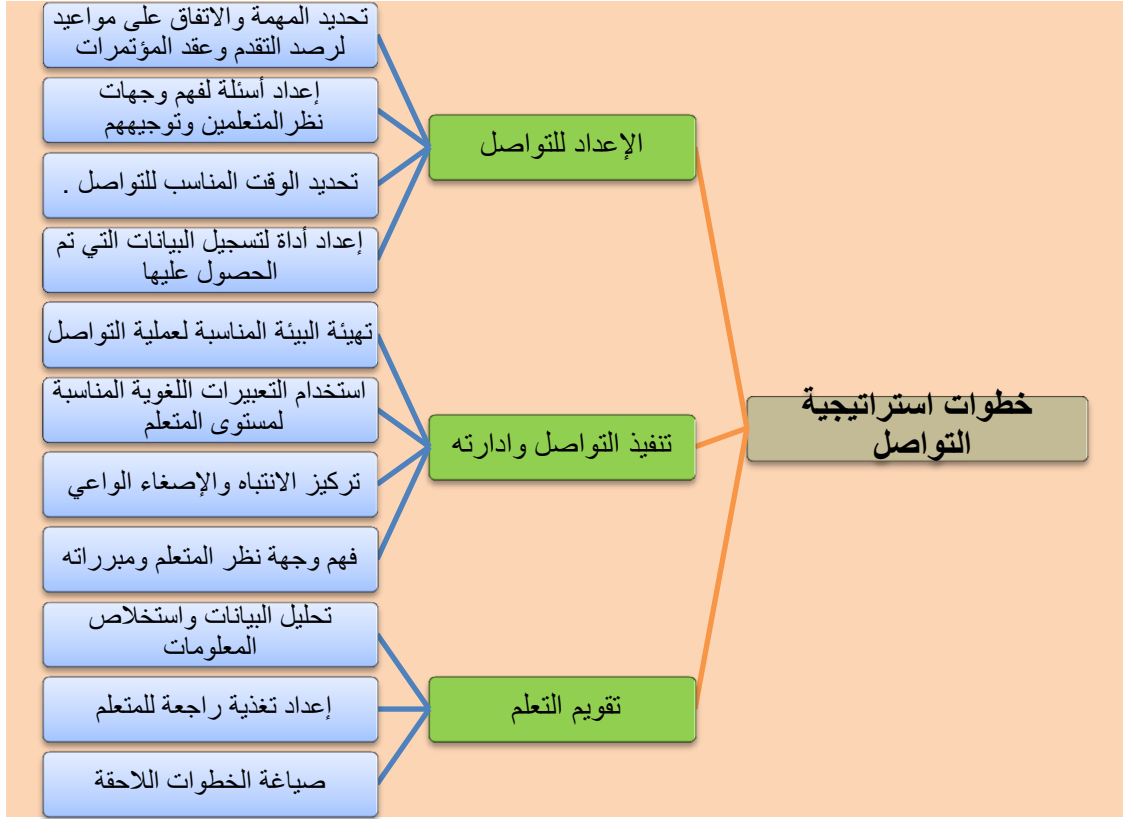 خطوات استراتيجية
التواصل
الإعداد للتواصل
تحديد المهمة والاتفاق على مواعيد
لرصد التقدم وعقد المؤتمرات
إعداد أسئلة لفهم وجهات
نظرالمتعلمين وتوجيههم
تحديد الوقت المناسب للتواصل .
إعداد أداة لتسجيل البيانات التي تم
الحصول عليها
تنفيذ التواصل وادارته
تهيئة البيئة المناسبة لعملية التواصل
استخدام التعبيرات اللغوية المناسبة
لمستوى المتعلم
تركيز الانتباه والإصغاء الواعي
فهم وجهة نظر المتعلم ومبرراته
تقويم التعلم
تحليل البيانات واستخلاص
المعلومات
إعداد تغذية راجعة للمتعلم
صياغة الخطوات اللاحقة